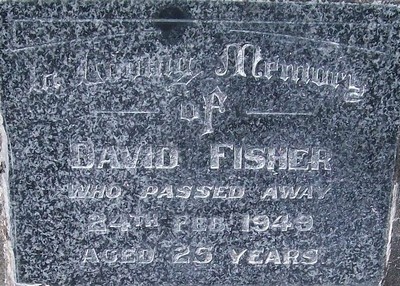 In Loving Memory
of
DAVID FISHER
WHO PASSED AWAY
24TH FEB 1949
AGED 25 YEARS.